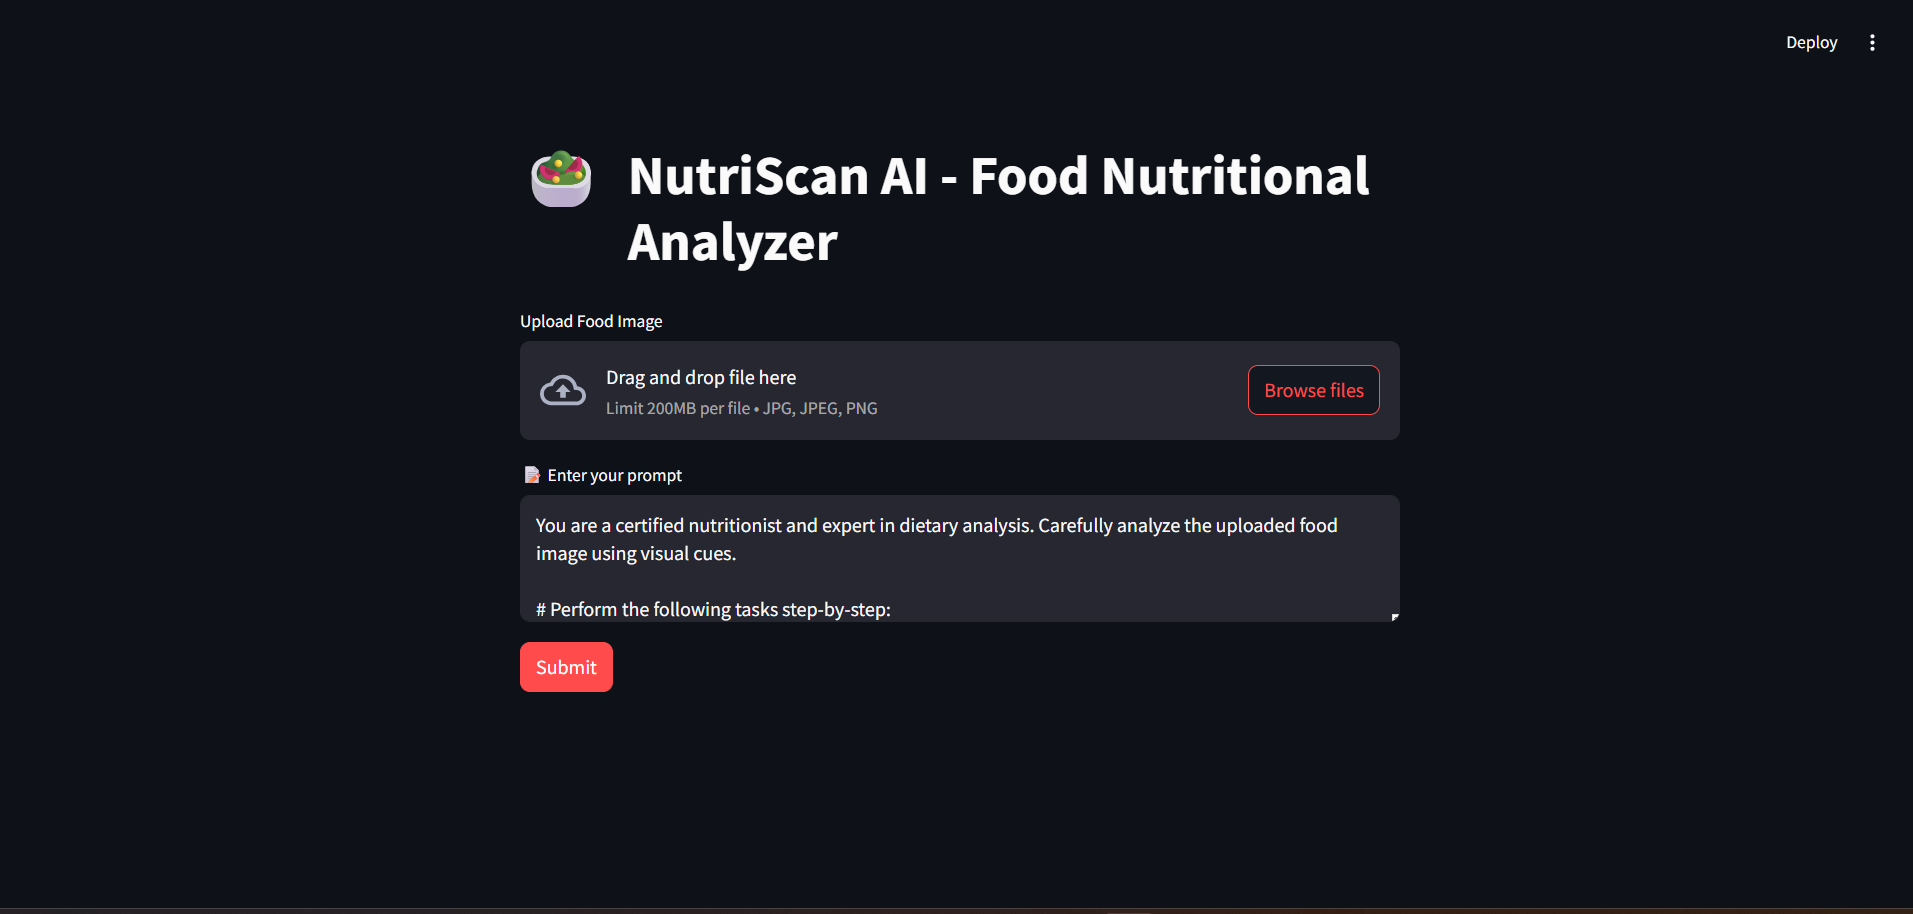 Deploy
NutriScan AI - Food Nutritional
Analyzer
Upload Food Image
Drag and drop file here
Limit 200MB per file • JPG, JPEG, PNG
Browse files
Enter your prompt
You are a certified nutritionist and expert in dietary analysis. Carefully analyze the uploaded food
image using visual cues.
# Perform the following tasks step-by-step:
Submit